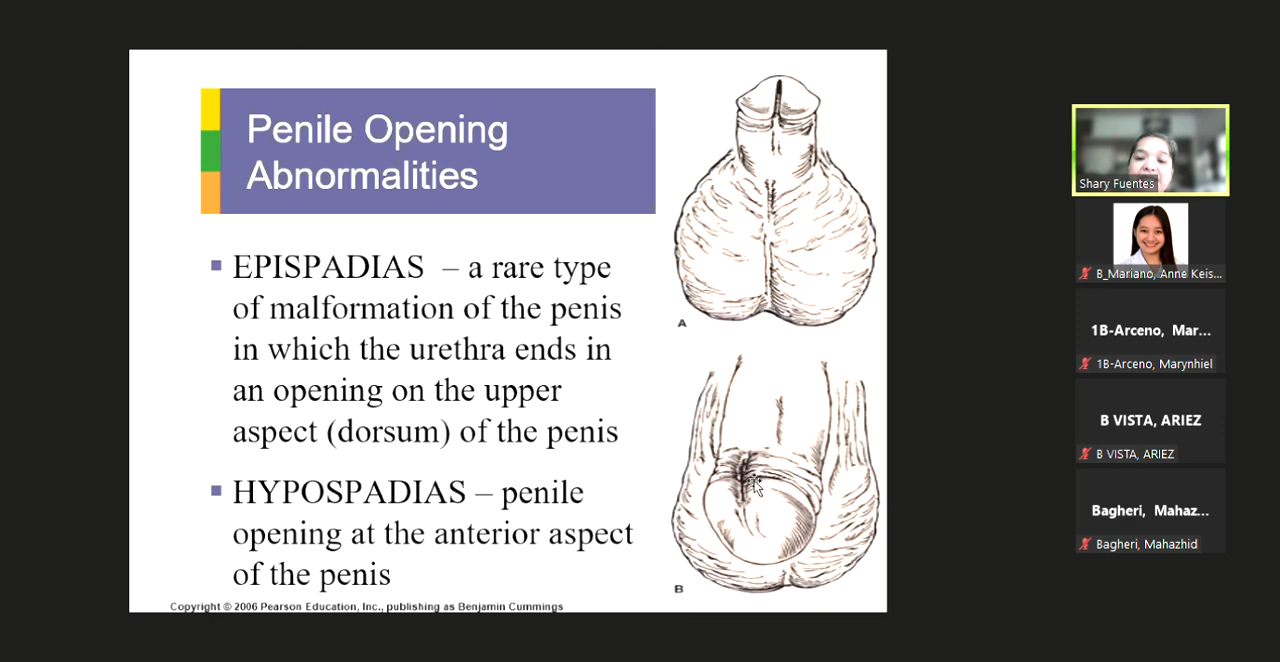 Penile Opening
Abnormalities
EPISPADIAS – a rare type
of malformation of the penis
in which the urethra ends in
an opening on the upper
aspect (dorsum) of the penis
HYPOSPADIAS – penile
opening at the anterior aspect
of the penis
Copyright © 2006 Pearson Education, Inc., publishing as Benjamin Cummings
A
B
Shary Fuentes
B_Mariano, Anne Keis...
1B-Arceno, Mar...
1B-Arceno, Marynhiel
B VISTA, ARIEZ
B VISTA, ARIEZ
Bagheri, Mahaz...
Bagheri, Mahazhid